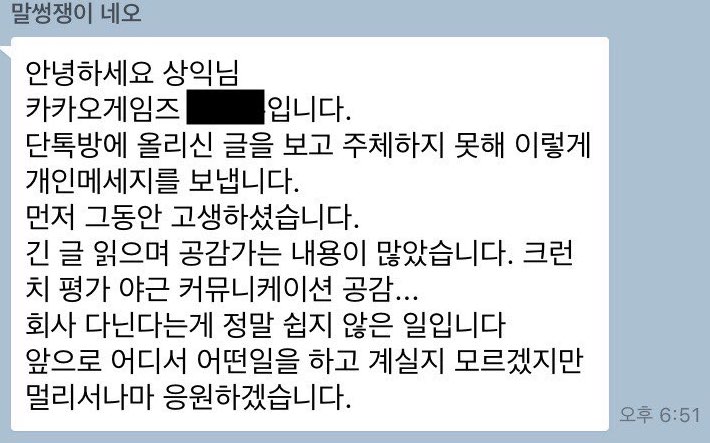 말썽쟁이 네오
안녕하세요 상익님
카카오게임즈 입니다.
단톡방에 올리신 글을 보고 주체하지 못해 이렇게
개인메세지를 보냅니다.
먼저 그동안 고생하셨습니다.
긴 글 읽으며 공감가는 내용이 많았습니다. 크런
치 평가 야근 커뮤니케이션 공감...
회사 다닌다는게 정말 쉽지 않은 일입니다
앞으로 어디서 어떤일을 하고 계실지 모르겠지만
멀리서나마 응원하겠습니다.
오후 6:51